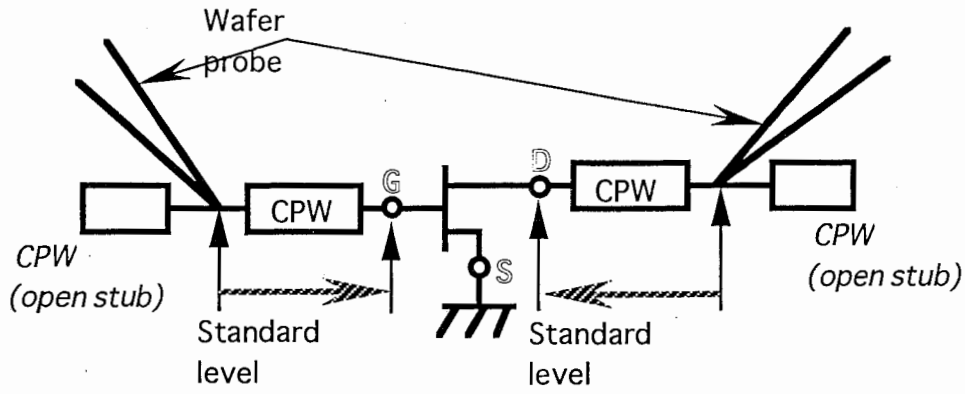 Wafer
probe
G
D
CPW
CPW
S
CPW
(open stub)
CPW
(open stub)
Standard
level
Standard
level